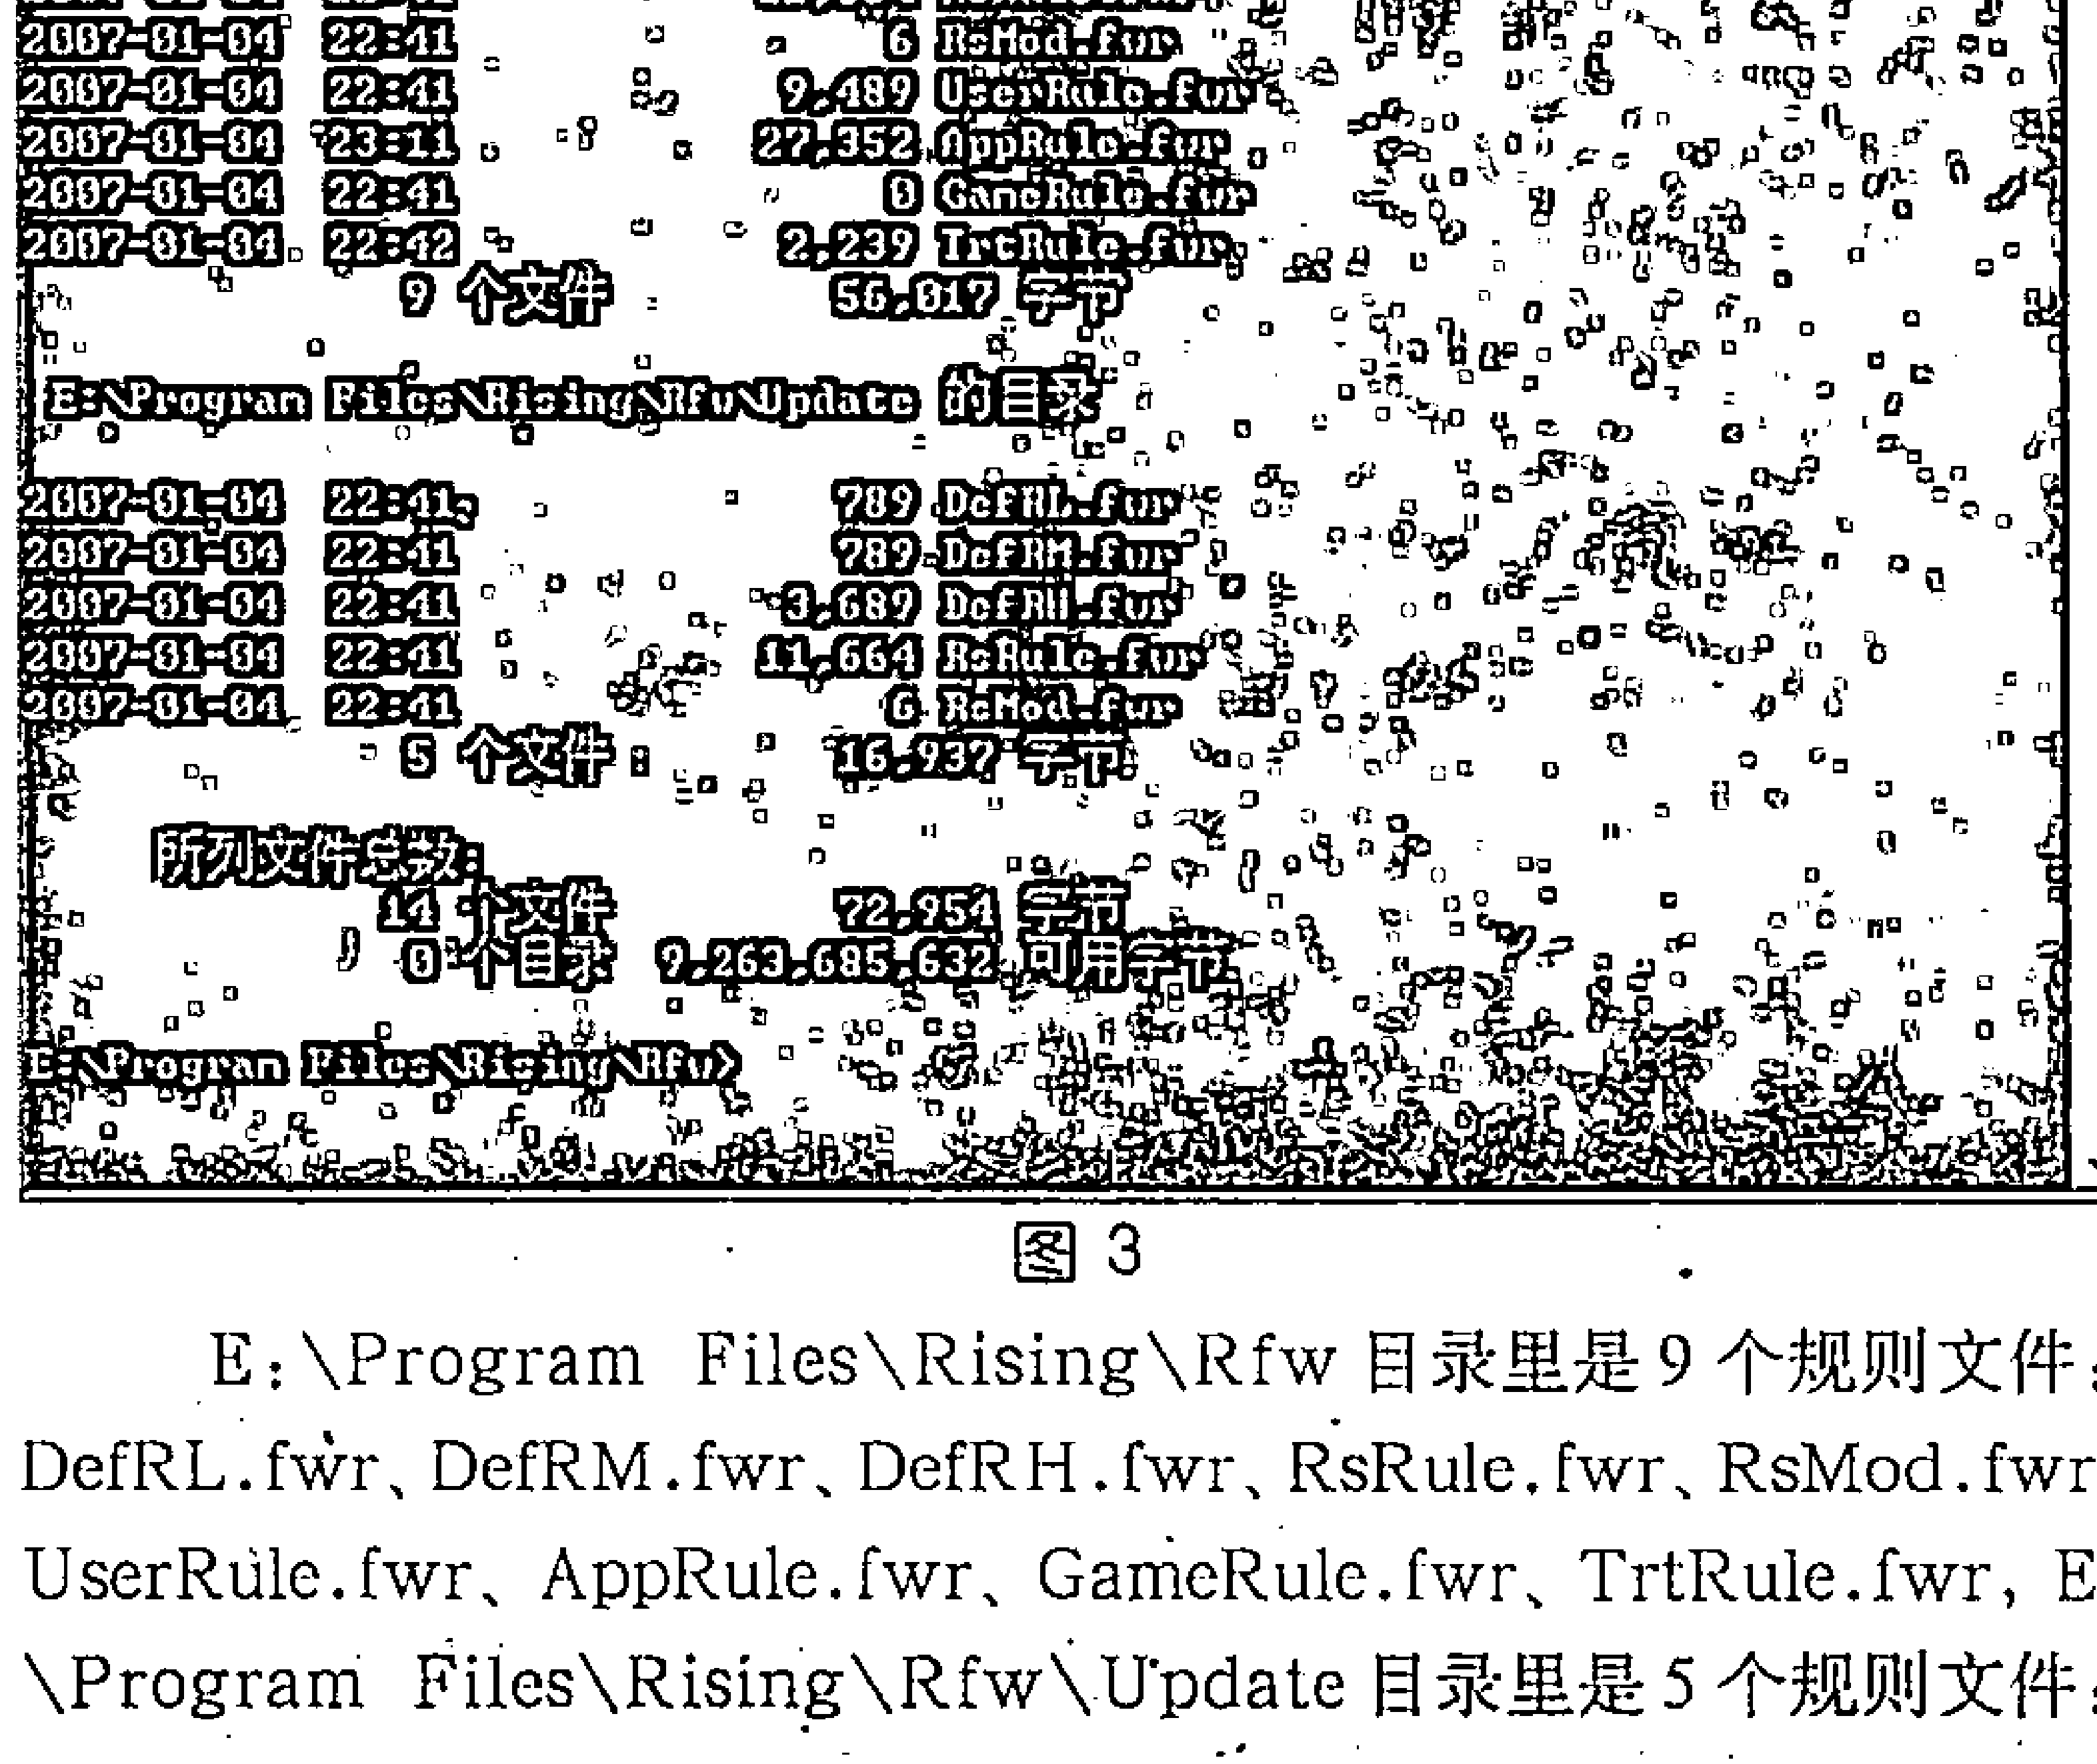 2007-01-04 22:41 6 RsMod.fwr
2007-01-04 22:41 9,489 UserRule.fwr
2007-01-04 23:11 27,352 AppRule.fwr
2007-01-04 22:41 0 GameRule.fwr
2007-01-04 22:42 2,239 TrtRule.fwr
9 个文件 56,017 字节
E:\Program Files\Rising\Rfw\Update 的目录
2007-01-04 22:41 789 DefRL.fwr
2007-01-04 22:41 789 DefRM.fwr
2007-01-04 22:41 3,689 DefRH.fwr
2007-01-04 22:41 11,664 RsRule.fwr
2007-01-04 22:41 6 RsMod.fwr
5 个文件 16,937 字节
所列文件总数:
14 个文件 72,954 字节
0 个目录 9,263,685,632 可用字节
E:\Program Files\Rising\Rfw>
图 3
E:\Program Files\Rising\Rfw 目录里是 9 个规则文件:
DefRL.fwr、DefRM.fwr、DefRH.fwr、RsRule.fwr、RsMod.fwr
UserRule.fwr、AppRule.fwr、GameRule.fwr、TrtRule.fwr, E
\Program Files\Rising\Rfw\Update 目录里是 5 个规则文件: